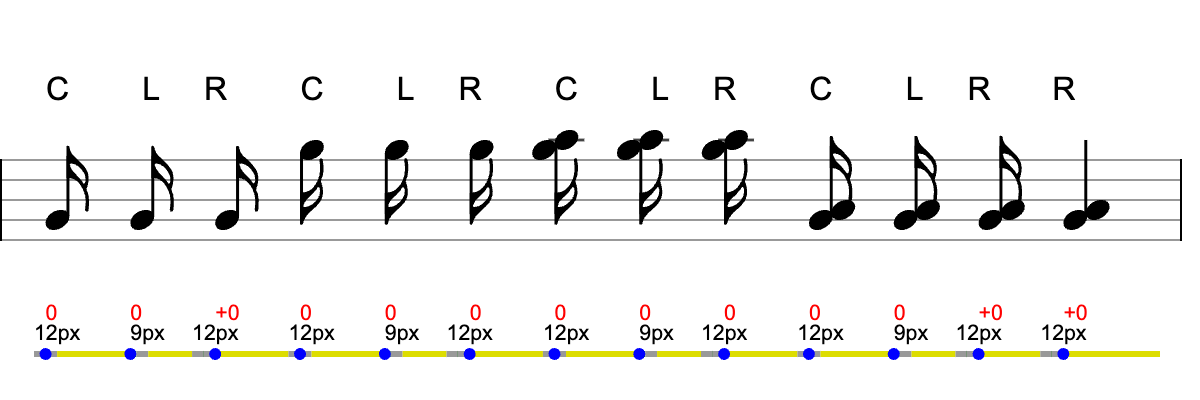 C L R C L R C L R C L R R
0 0 +0 0 0 0 0 0 0 0 0 +0 +0
12px 9px 12px 12px 9px 12px 12px 9px 12px 12px 9px 12px 12px